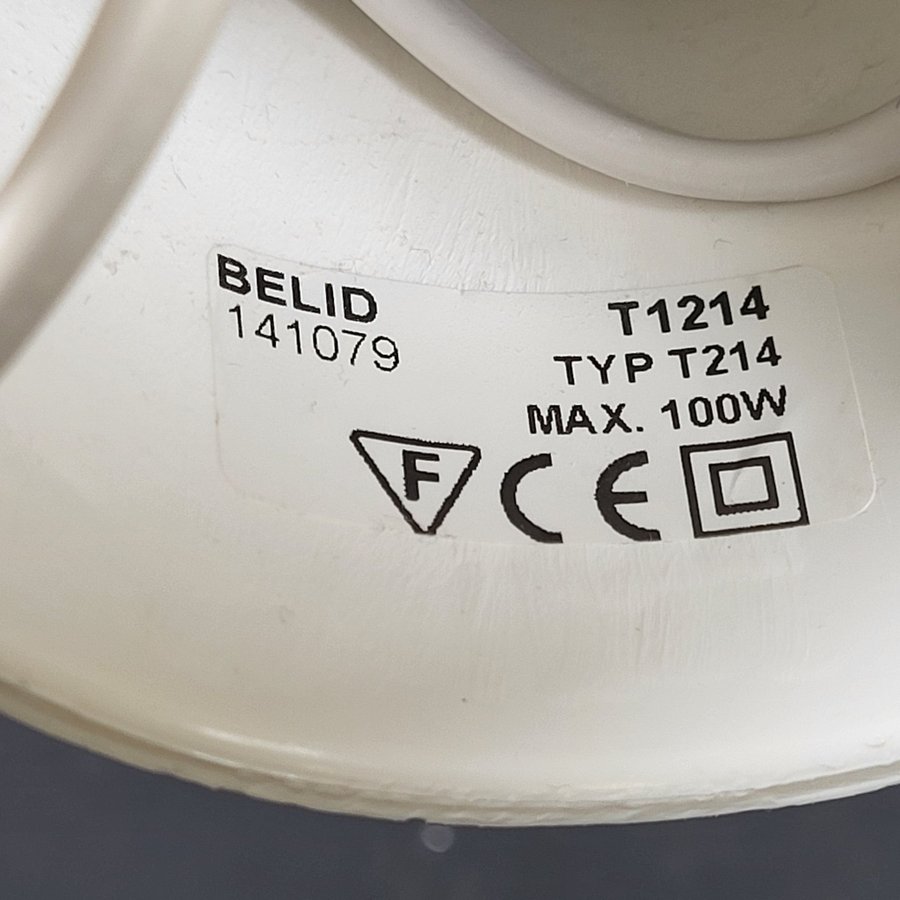 BELID
141079
T1214
TYP T214
MAX. 100W
F CE